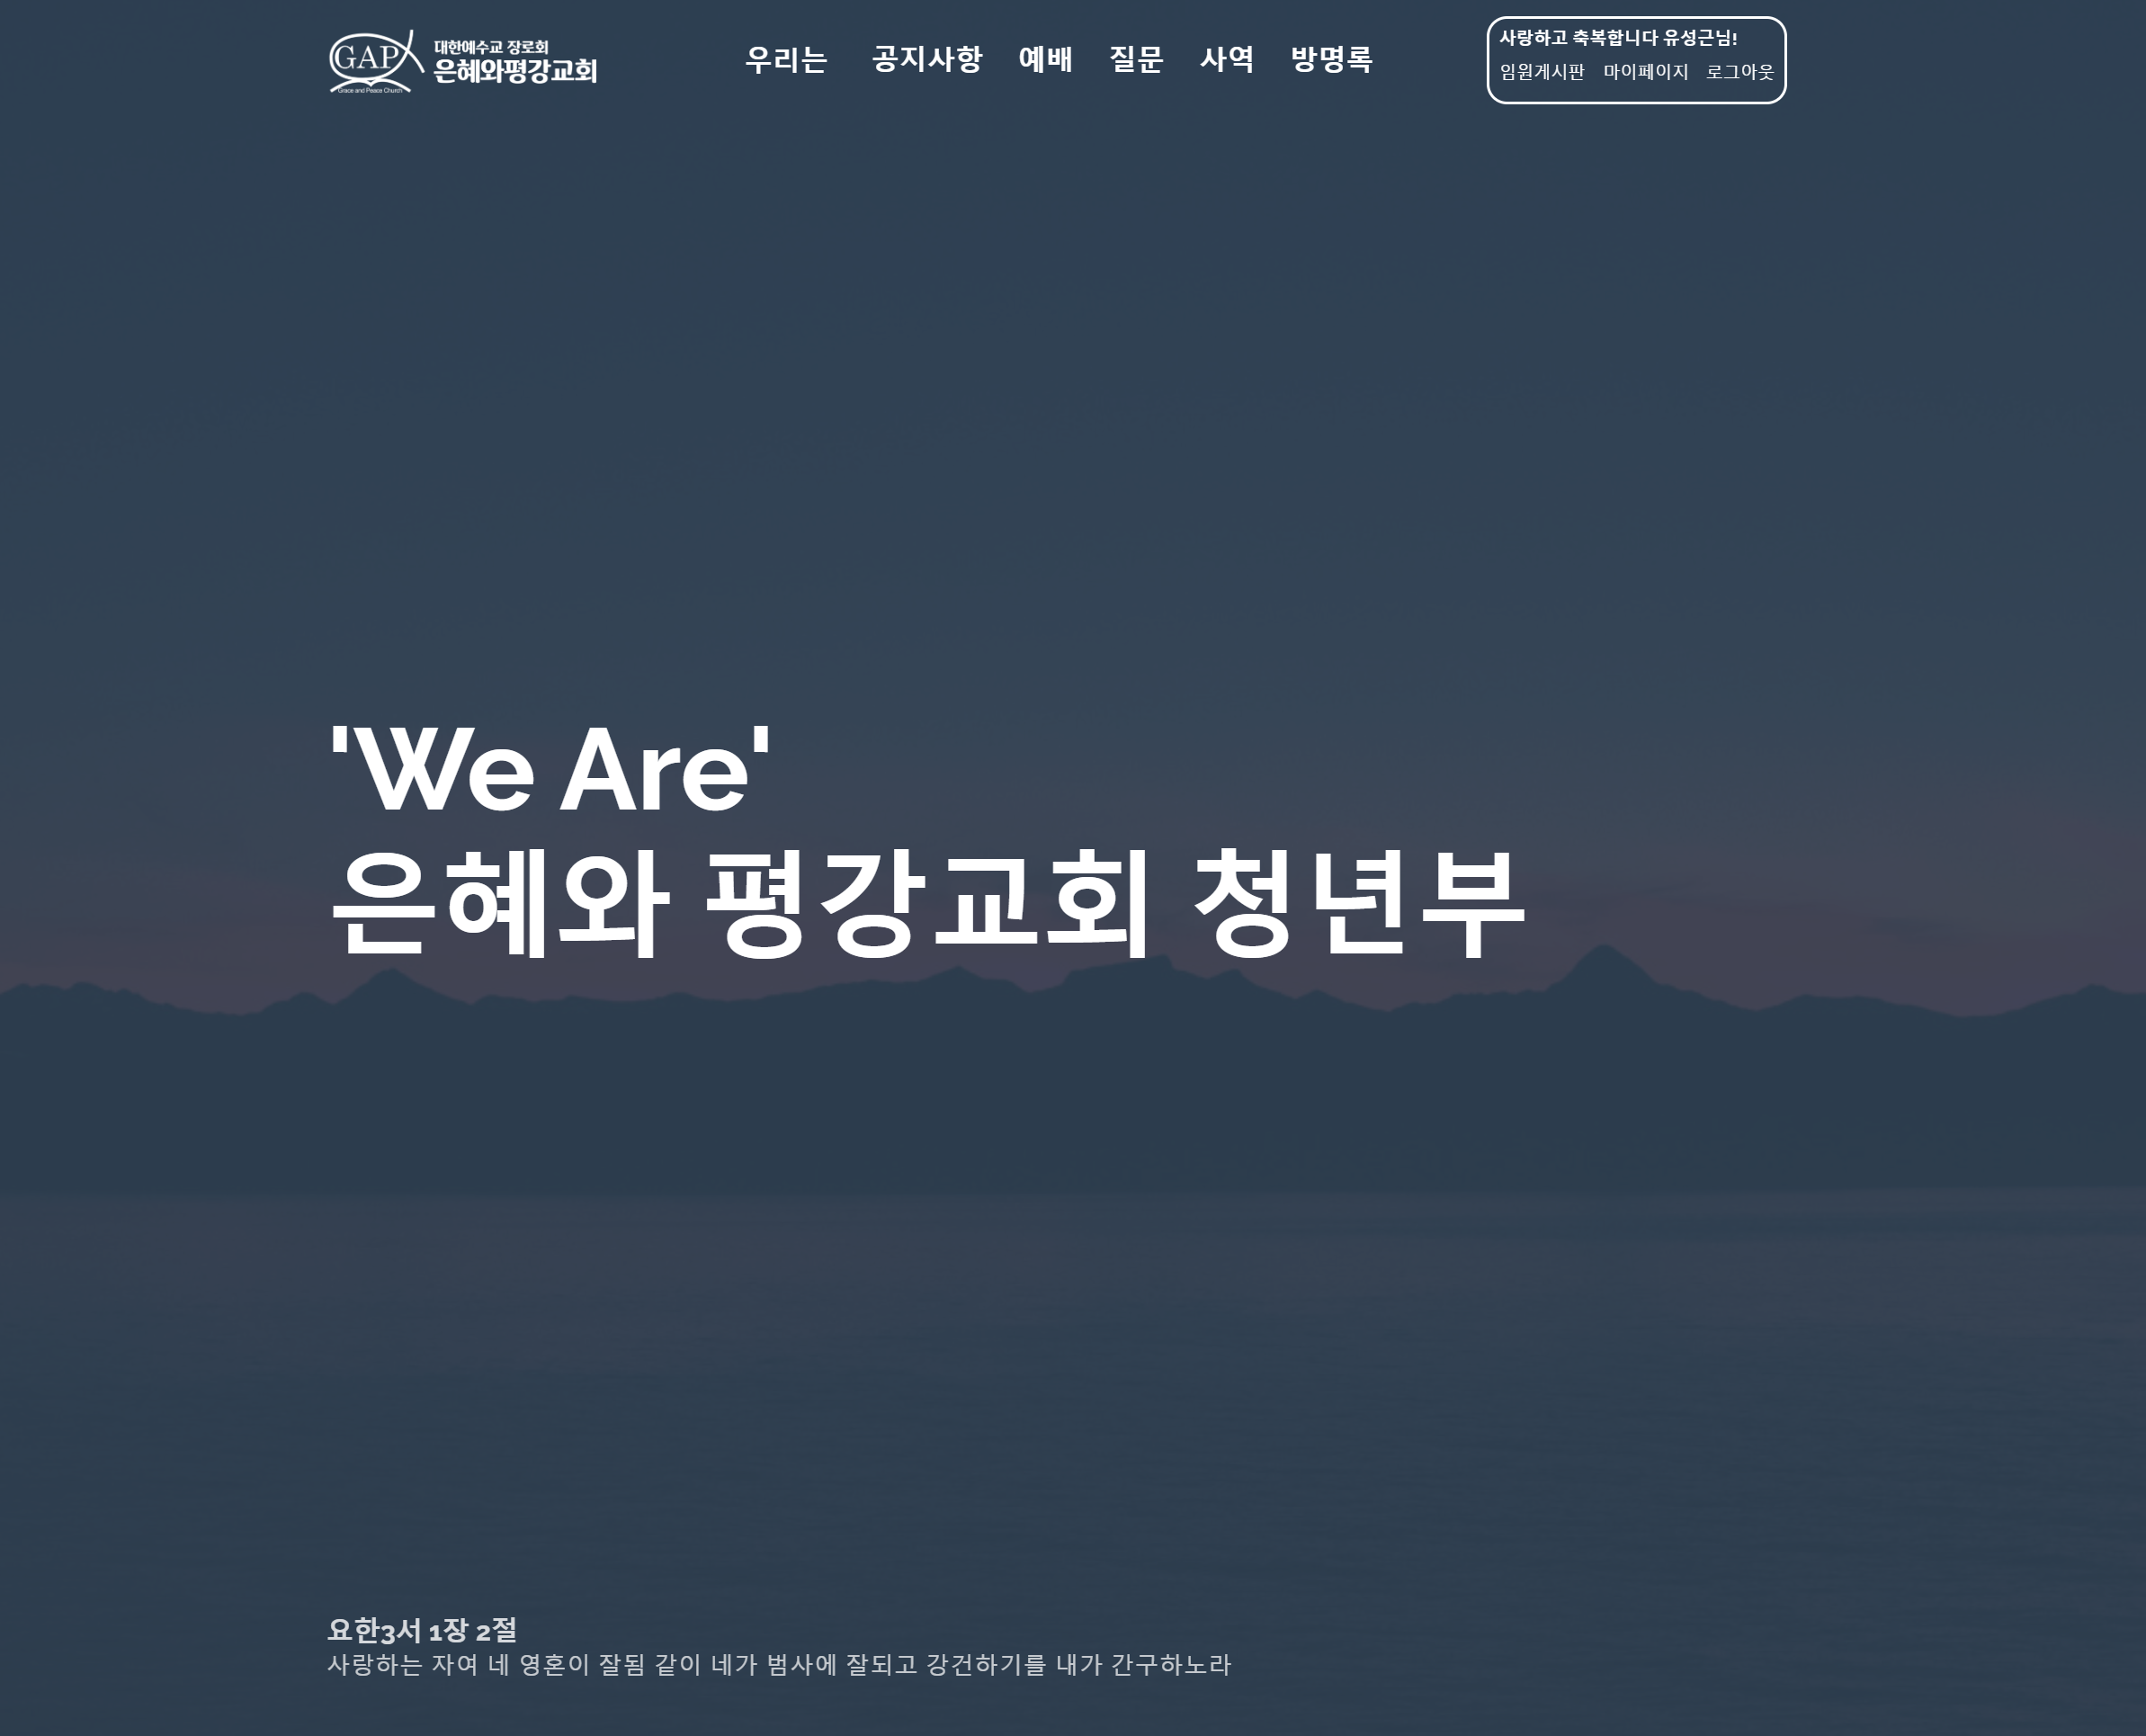 GAP
Grace and Peace Church
대한예수교 장로회
은혜와평강교회
우리는 공지사항 예배 질문 사역 방명록
사랑하고 축복합니다 유성근님!
임원게시판 마이페이지 로그아웃
'We Are'
은혜와 평강교회 청년부
요한3서 1장 2절
사랑하는 자여 네 영혼이 잘됨 같이 네가 범사에 잘되고 강건하기를 내가 간구하노라